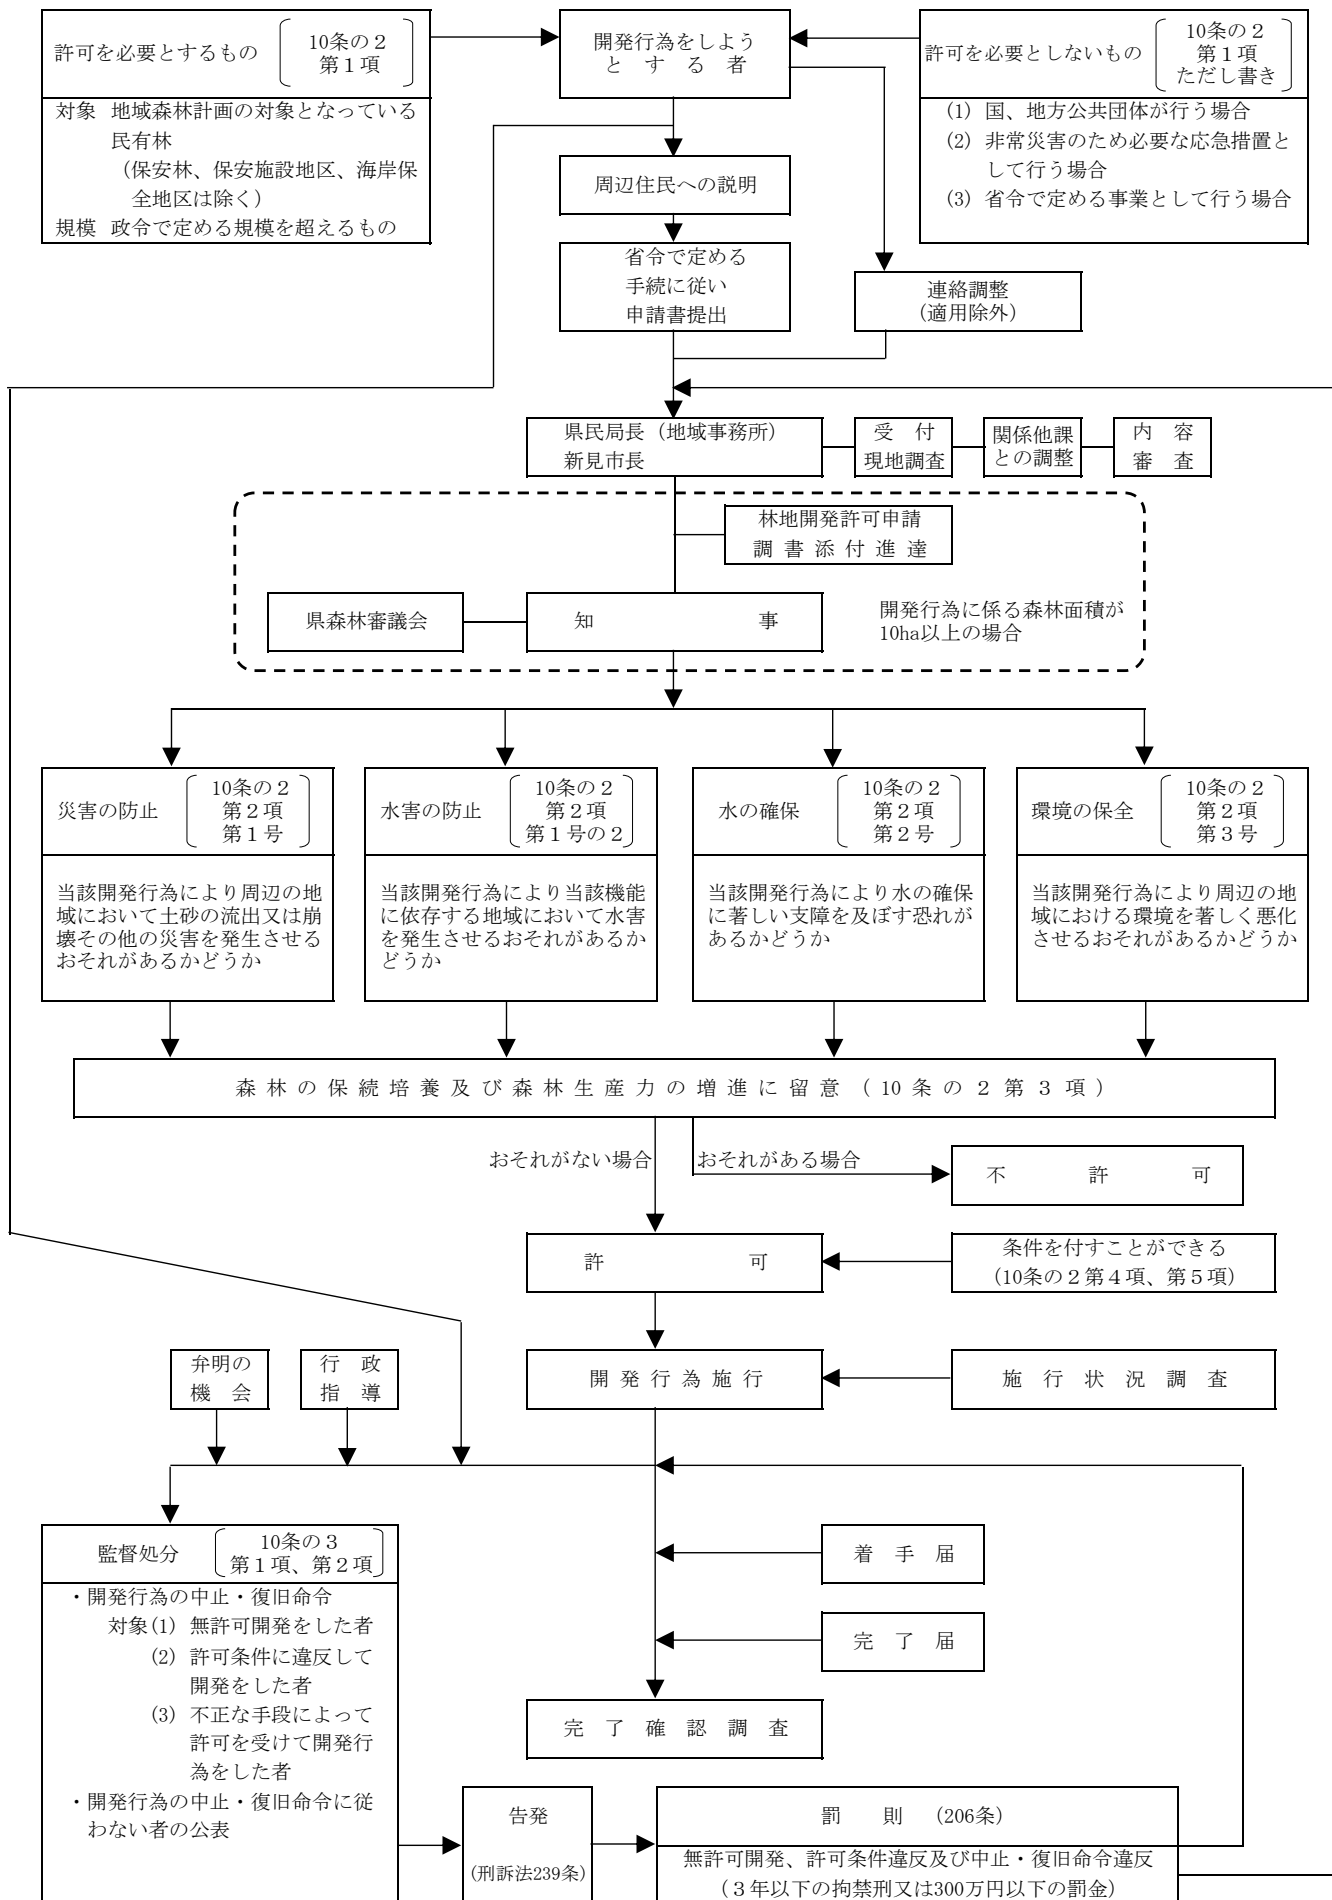 許可を必要とするもの
10条の2
第1項
対象 地域森林計画の対象となっている
民有林
（保安林、保安施設地区、海岸保
全地区は除く）
規模 政令で定める規模を超えるもの
開発行為をしよう
とする者
許可を必要としないもの
10条の2
第1項
ただし書き
(1) 国、地方公共団体が行う場合
(2) 非常災害のため必要な応急措置と
して行う場合
(3) 省令で定める事業として行う場合
周辺住民への説明
省令で定める
手続に従い
申請書提出
連絡調整
（適用除外）
県民局長（地域事務所）
新見市長
受付
現地調査
関係他課
との調整
内容
審査
林地開発許可申請
調書添付進達
県森林審議会
知事
開発行為に係る森林面積が
10ha以上の場合
災害の防止
10条の2
第2項
第1号
当該開発行為により周辺の地
域において土砂の流出又は崩
壊その他の災害を発生させる
おそれがあるかどうか
水害の防止
10条の2
第2項
第1号の2
当該開発行為により当該機能
に依存する地域において水害
を発生させるおそれがあるか
どうか
水の確保
10条の2
第2項
第2号
当該開発行為により水の確保
に著しい支障を及ぼす恐れが
あるかどうか
環境の保全
10条の2
第2項
第3号
当該開発行為により周辺の地
域における環境を著しく悪化
させるおそれがあるかどうか
森林の保続培養及び森林生産力の増進に留意（10条の2第3項）
おそれがない場合
おそれがある場合
不許可
許可
条件を付すことができる
（10条の2第4項、第5項）
弁明の
機会
行政
指導
開発行為施行
施行状況調査
監督処分
10条の3
第1項、第2項
・開発行為の中止・復旧命令
対象(1) 無許可開発をした者
(2) 許可条件に違反して
開発をした者
(3) 不正な手段によって
許可を受けて開発行
為をした者
・開発行為の中止・復旧命令に従
わない者の公表
着手届
完了届
完了確認調査
告発
(刑訴法239条)
罰則（206条）
無許可開発、許可条件違反及び中止・復旧命令違反
（3年以下の拘禁刑又は300万円以下の罰金）